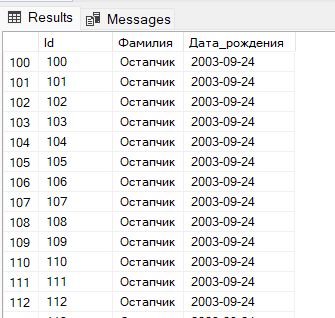 Results Messages
Id Фамилия Дата_рождения
100 100 Остапчик 2003-09-24
101 101 Остапчик 2003-09-24
102 102 Остапчик 2003-09-24
103 103 Остапчик 2003-09-24
104 104 Остапчик 2003-09-24
105 105 Остапчик 2003-09-24
106 106 Остапчик 2003-09-24
107 107 Остапчик 2003-09-24
108 108 Остапчик 2003-09-24
109 109 Остапчик 2003-09-24
110 110 Остапчик 2003-09-24
111 111 Остапчик 2003-09-24
112 112 Остапчик 2003-09-24